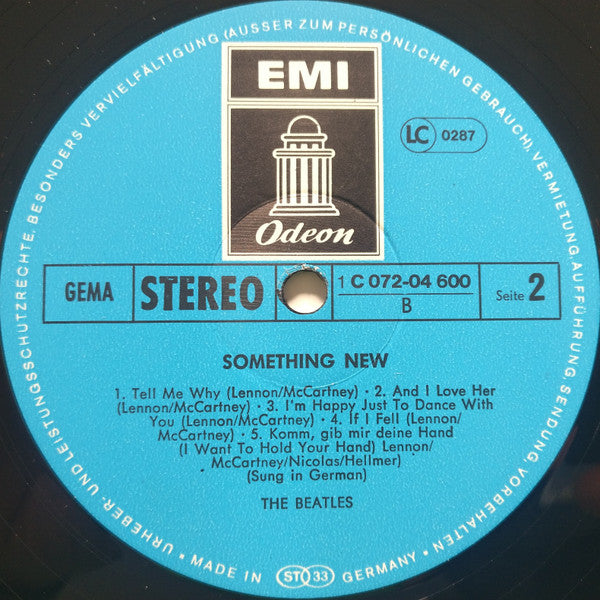 EMI
Odeon
LC 0287
GEMA
STEREO
1 C 072-04 600
B
Seite 2
SOMETHING NEW
1. Tell Me Why (Lennon/McCartney) · 2. And I Love Her
(Lennon/McCartney) · 3. I'm Happy Just To Dance With
You (Lennon/McCartney) · 4. If I Fell (Lennon/
McCartney) · 5. Komm, gib mir deine Hand
(I Want To Hold Your Hand) Lennon/
McCartney/Nicolas/Hellmer)
(Sung in German)
THE BEATLES
URHEBER- UND LEISTUNGSSCHUTZRECHTE, BESONDERS VERVIELFÄLTIGUNG (AUSSER ZUM PERSÖNLICHEN GEBRAUCH), VERMIETUNG, AUFFÜHRUNG, SENDUNG, VORBEHALTEN •
• MADE IN ST 33 GERMANY •